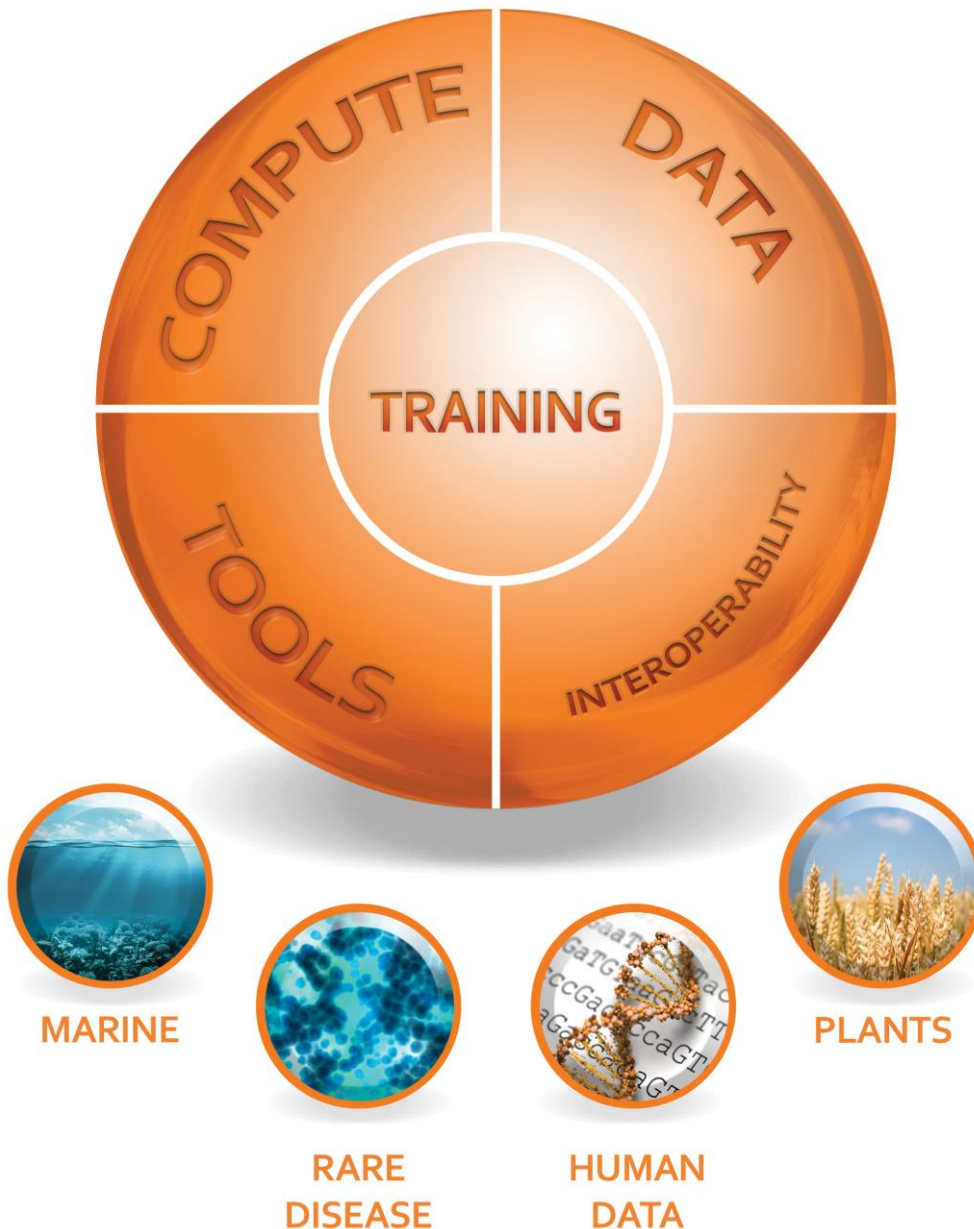 COMPUTE
DATA
TRAINING
TOOLS
INTEROPERABILITY
MARINE
RARE
DISEASE
HUMAN
DATA
PLANTS